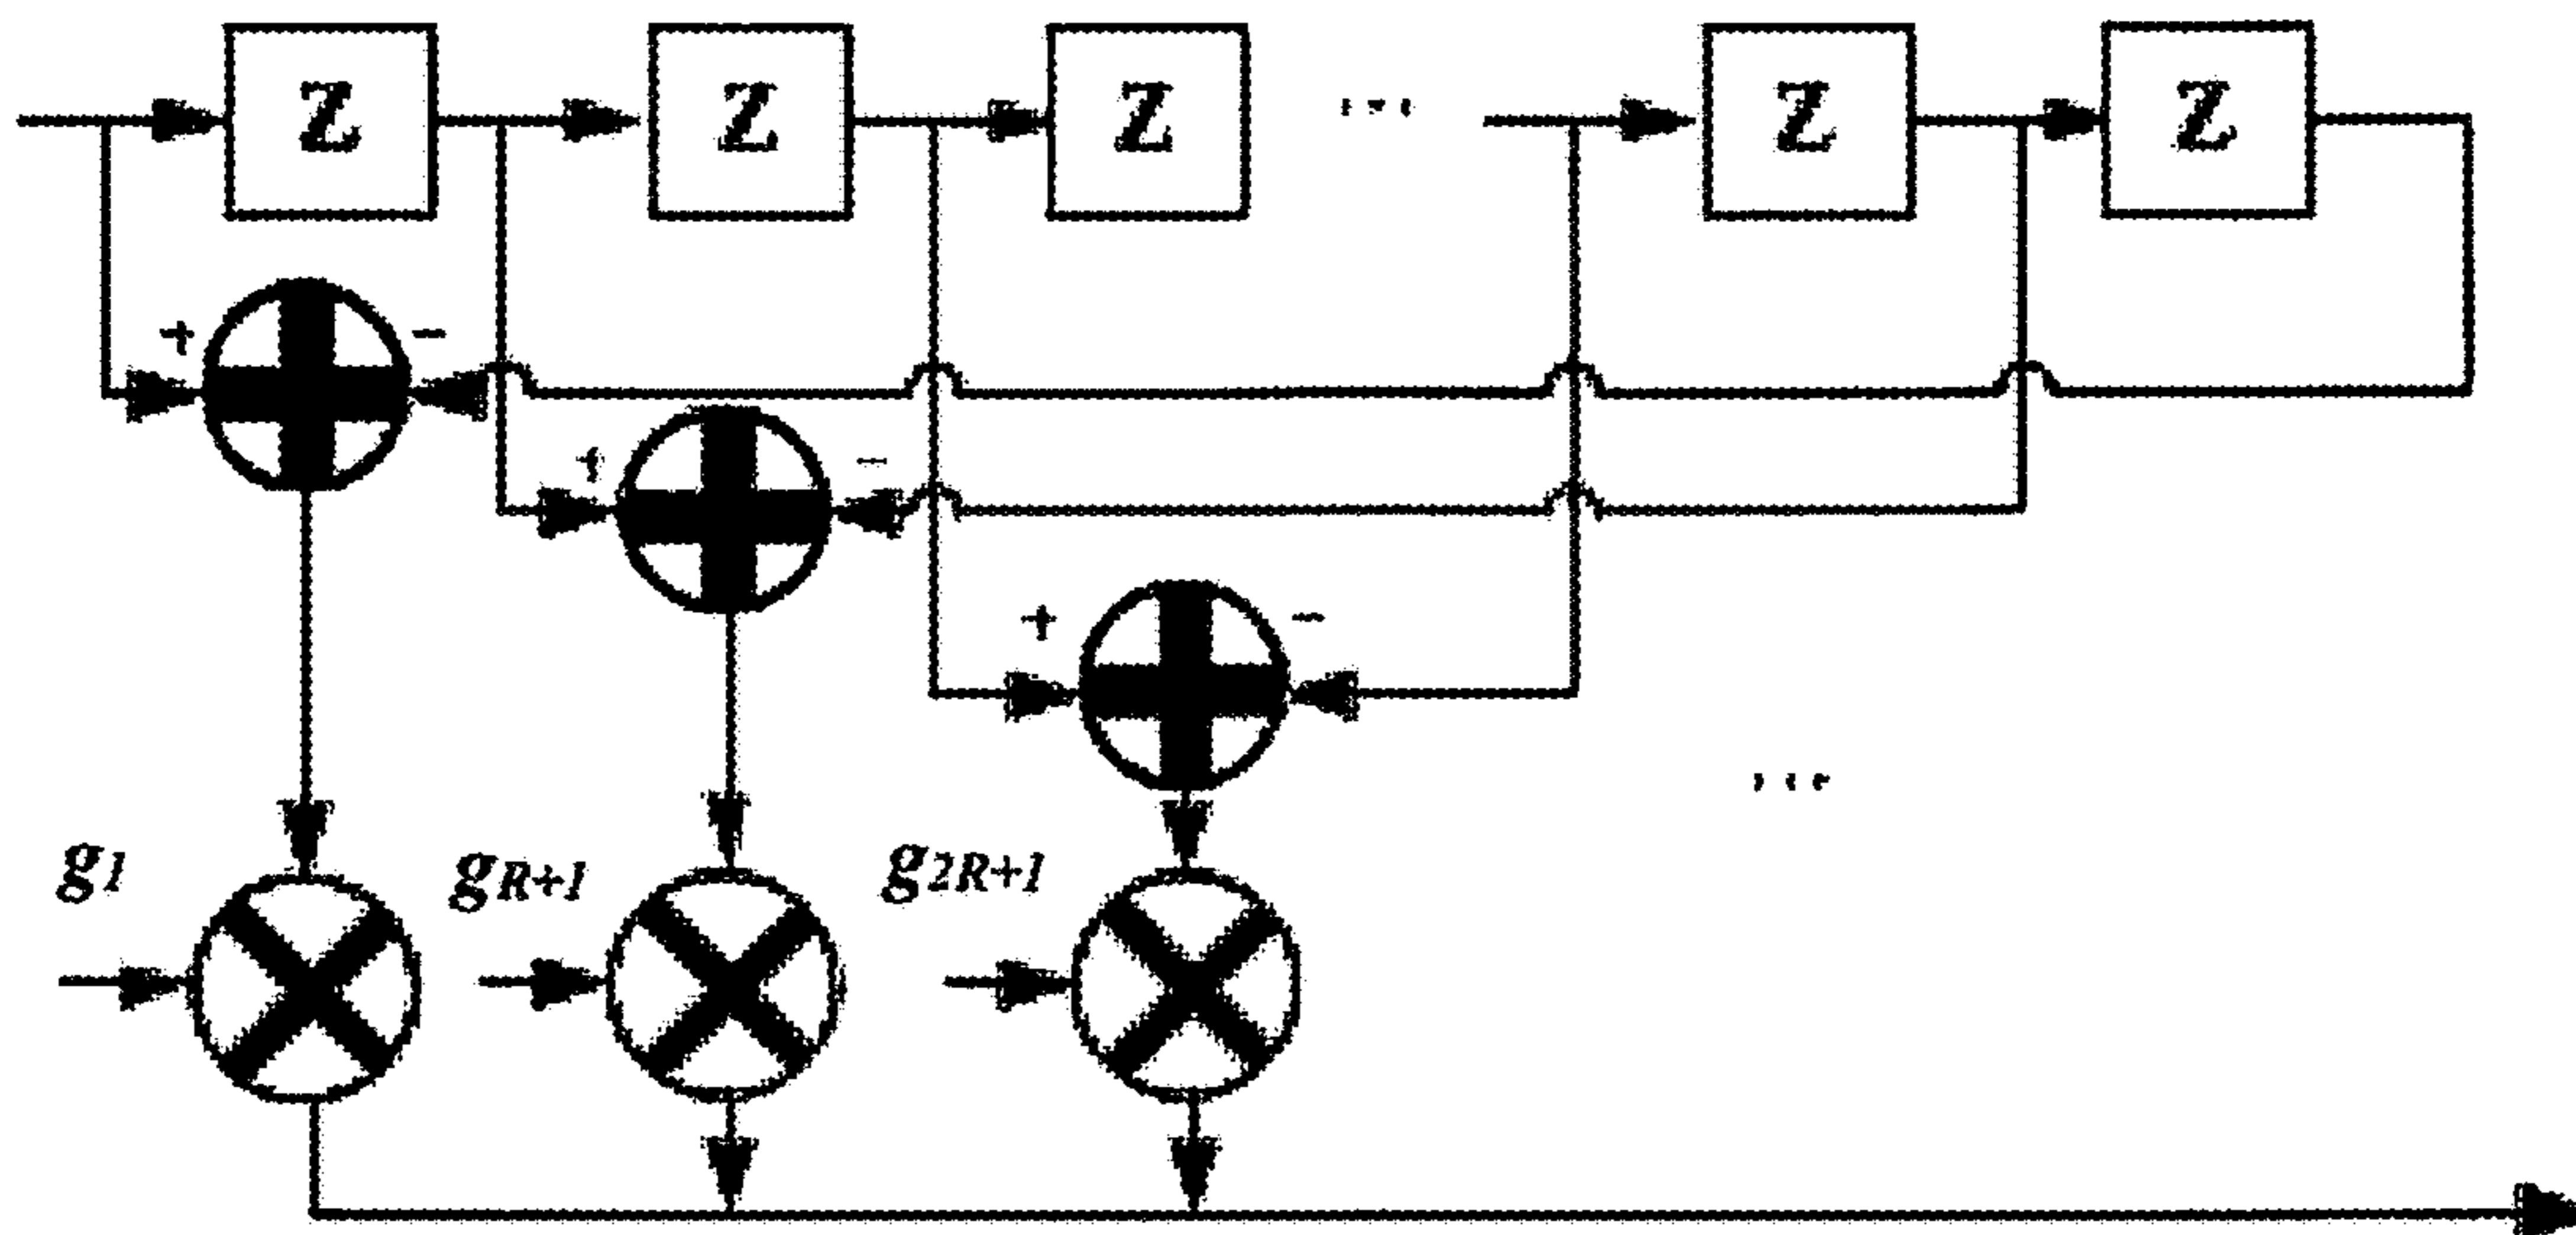 Z Z Z ... Z Z
+ -
+ -
+ -
...
g1 gR+1 g2R+1